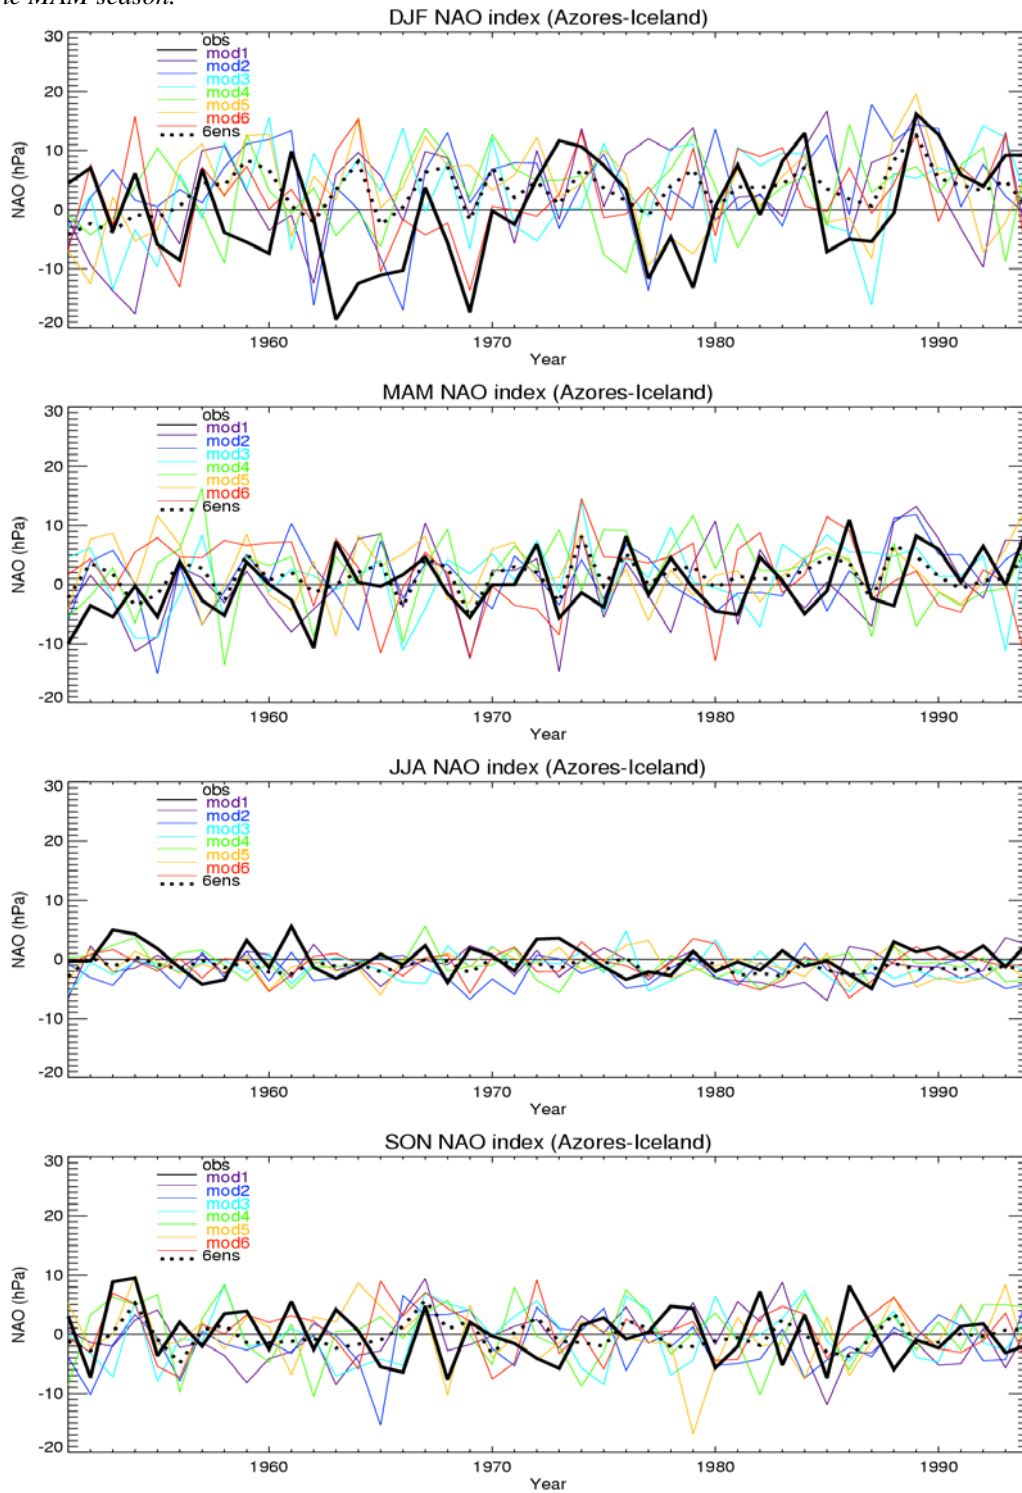 the MAM season.
DJF NAO index (Azores-Iceland)
30
20
10
0
-10
-20
NAO (hPa)
obs
mod1
mod2
mod3
mod4
mod5
mod6
6ens
1960
1970
1980
1990
Year
MAM NAO index (Azores-Iceland)
30
20
10
0
-10
-20
NAO (hPa)
obs
mod1
mod2
mod3
mod4
mod5
mod6
6ens
1960
1970
1980
1990
Year
JJA NAO index (Azores-Iceland)
30
20
10
0
-10
-20
NAO (hPa)
obs
mod1
mod2
mod3
mod4
mod5
mod6
6ens
1960
1970
1980
1990
Year
SON NAO index (Azores-Iceland)
30
20
10
0
-10
-20
NAO (hPa)
obs
mod1
mod2
mod3
mod4
mod5
mod6
6ens
1960
1970
1980
1990
Year